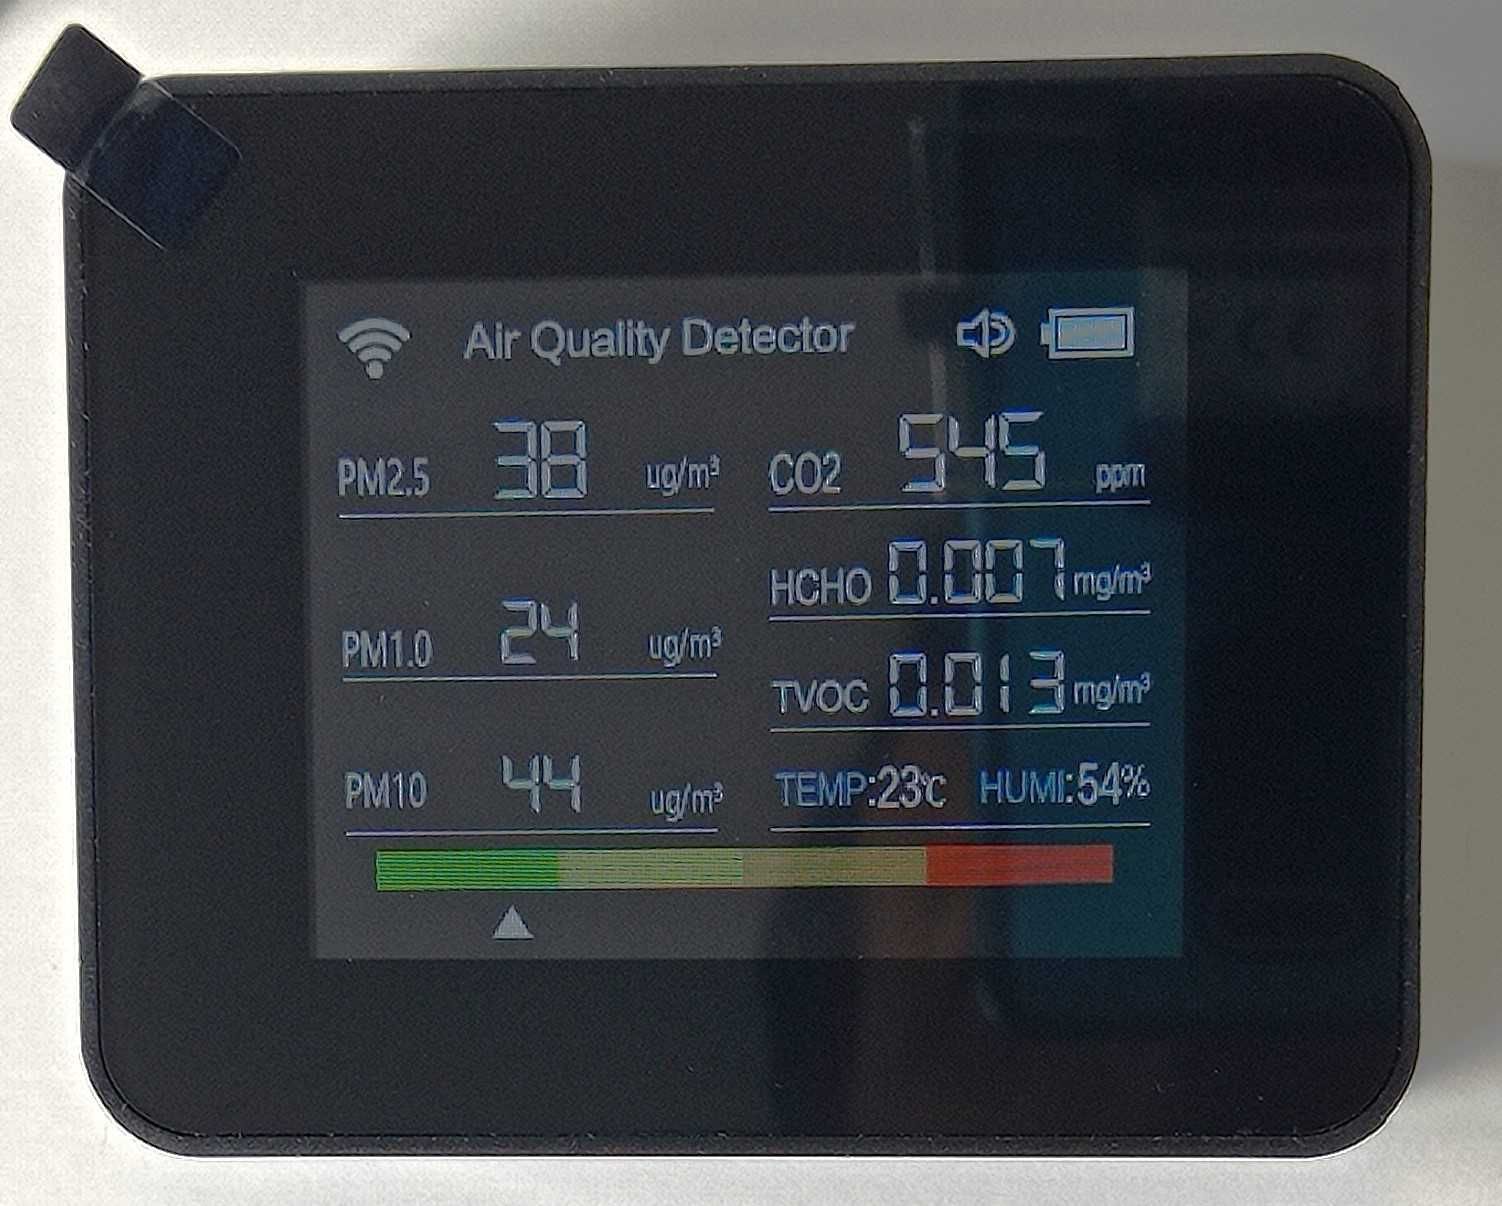 Air Quality Detector
PM2.5 38 ug/m³
CO2 545 ppm
HCHO 0.007 mg/m³
PM1.0 24 ug/m³
TVOC 0.013 mg/m³
PM10 44 ug/m³
TEMP:23℃ HUMI:54%